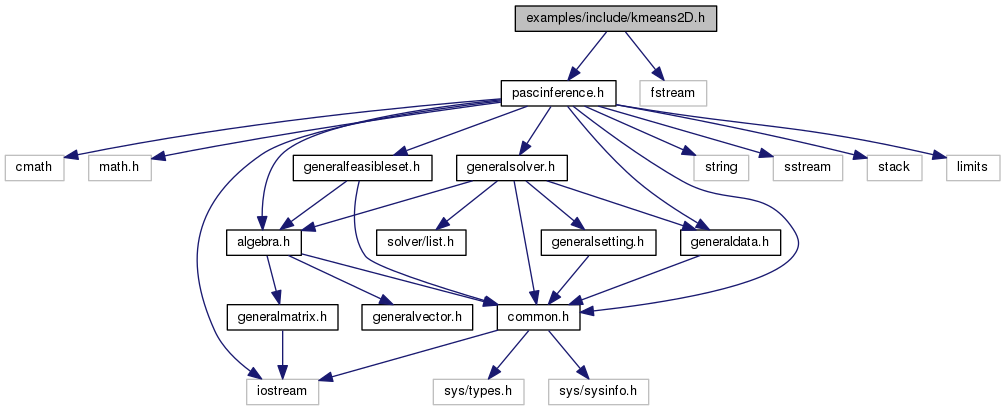 examples/include/kmeans2D.h
pascinference.h
fstream
cmath
math.h
generalfeasibleset.h
generalsolver.h
string
sstream
stack
limits
algebra.h
solver/list.h
generalsetting.h
generaldata.h
generalmatrix.h
generalvector.h
common.h
iostream
sys/types.h
sys/sysinfo.h